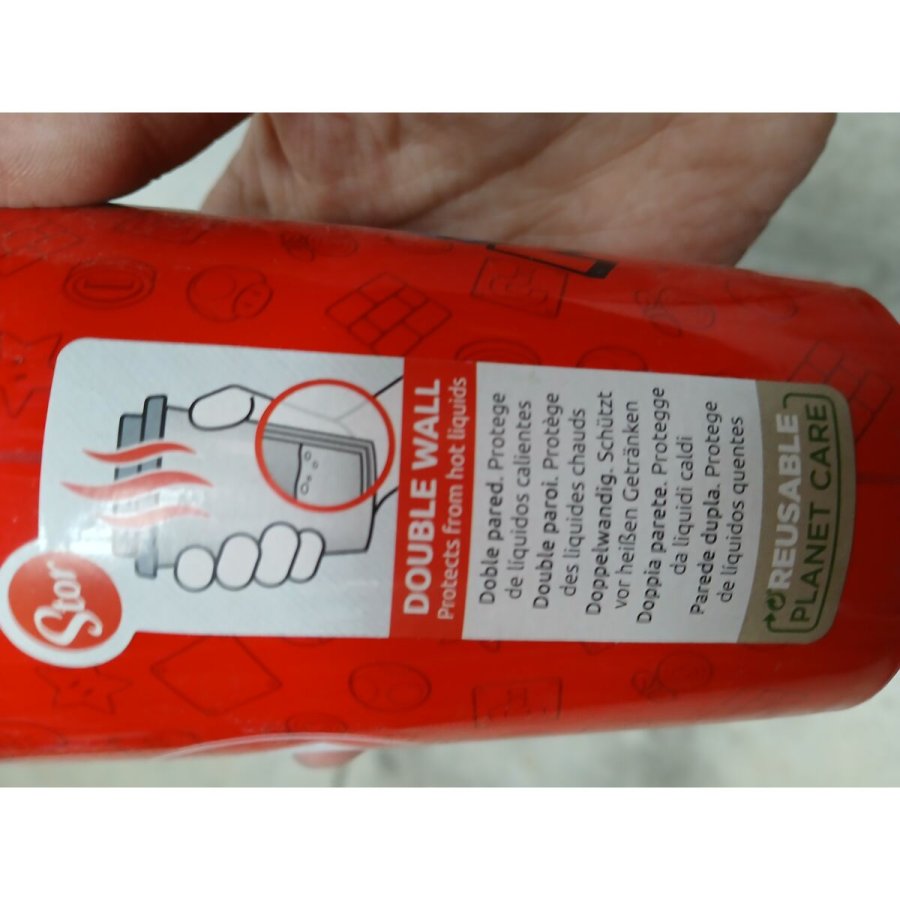 Stor
DOUBLE WALL
Protects from hot liquids
Doble pared. Protege
de líquidos calientes
Double paroi. Protège
des liquides chauds
Doppelwandig. Schützt
vor heißen Getränken
Doppia parete. Protegge
da liquidi caldi
Parede dupla. Protege
de líquidos quentes
REUSABLE
PLANET CARE